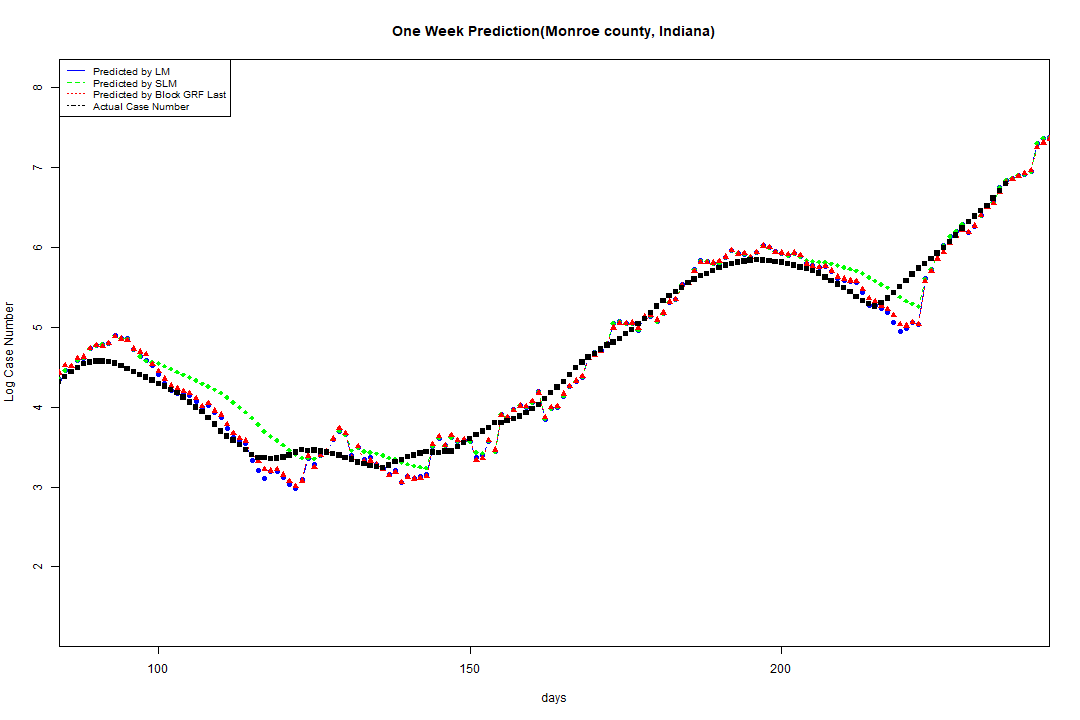 One Week Prediction(Monroe county, Indiana)
Predicted by LM
Predicted by SLM
Predicted by Block GRF Last
Actual Case Number
8
7
6
5
4
3
2
Log Case Number
100 150 200
days